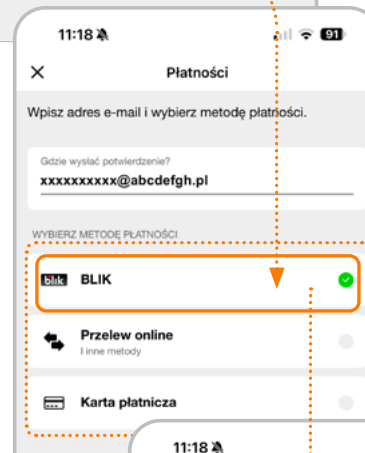 11:18
91
Płatności
Wpisz adres e-mail i wybierz metodę płatności.
Gdzie wysłać potwierdzenie?
xxxxxxxxxx@abcdefgh.pl
WYBIERZ METODĘ PŁATNOŚCI
blik BLIK
Przelew online
I inne metody
Karta płatnicza
11:18